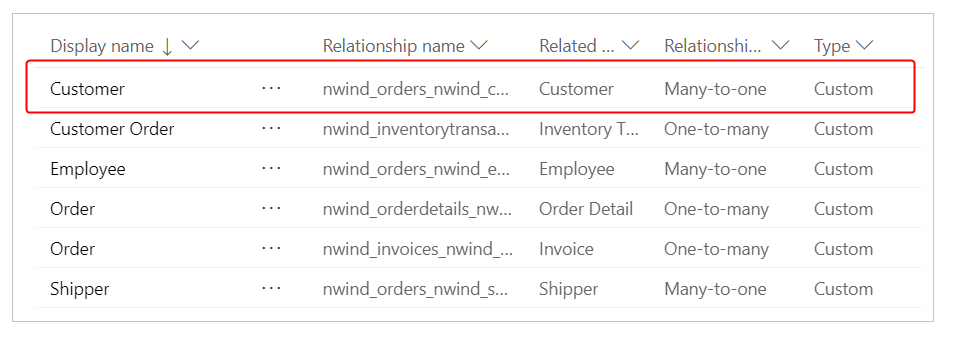 Display name ↓ Relationship name Related ... Relationshi... Type
Customer ... nwind_orders_nwind_c... Customer Many-to-one Custom
Customer Order ... nwind_inventorytransa... Inventory T... One-to-many Custom
Employee ... nwind_orders_nwind_e... Employee Many-to-one Custom
Order ... nwind_orderdetails_nw... Order Detail One-to-many Custom
Order ... nwind_invoices_nwind_... Invoice One-to-many Custom
Shipper ... nwind_orders_nwind_s... Shipper Many-to-one Custom